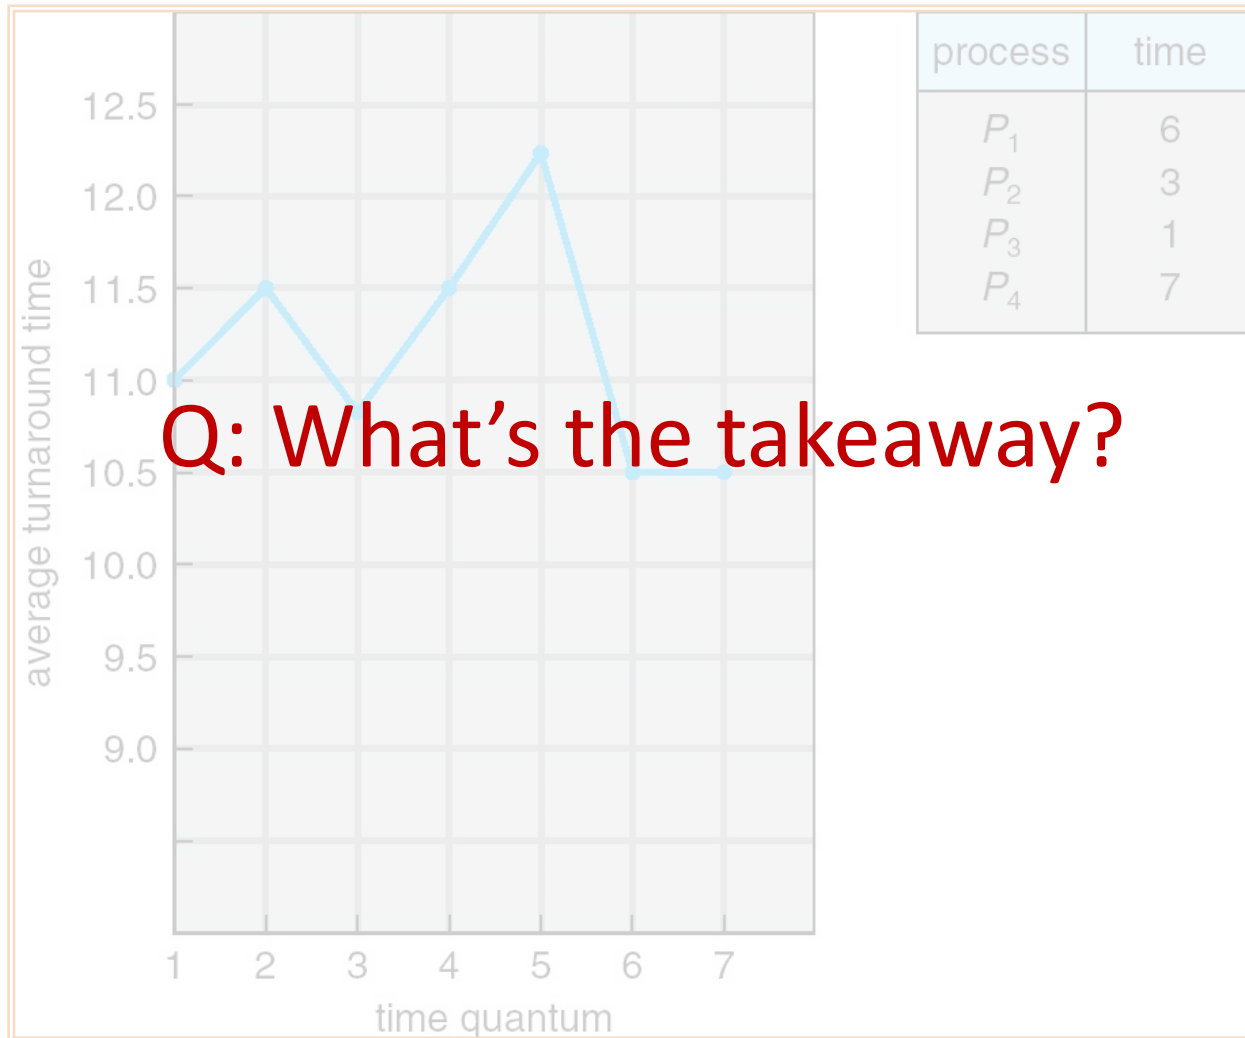 process time
12.5
P1 6
P2 3
12.0
P3 1
11.5
P4 7
average turnaround time
11.0
Q: What’s the takeaway?
10.5
10.0
9.5
9.0
1 2 3 4 5 6 7
time quantum